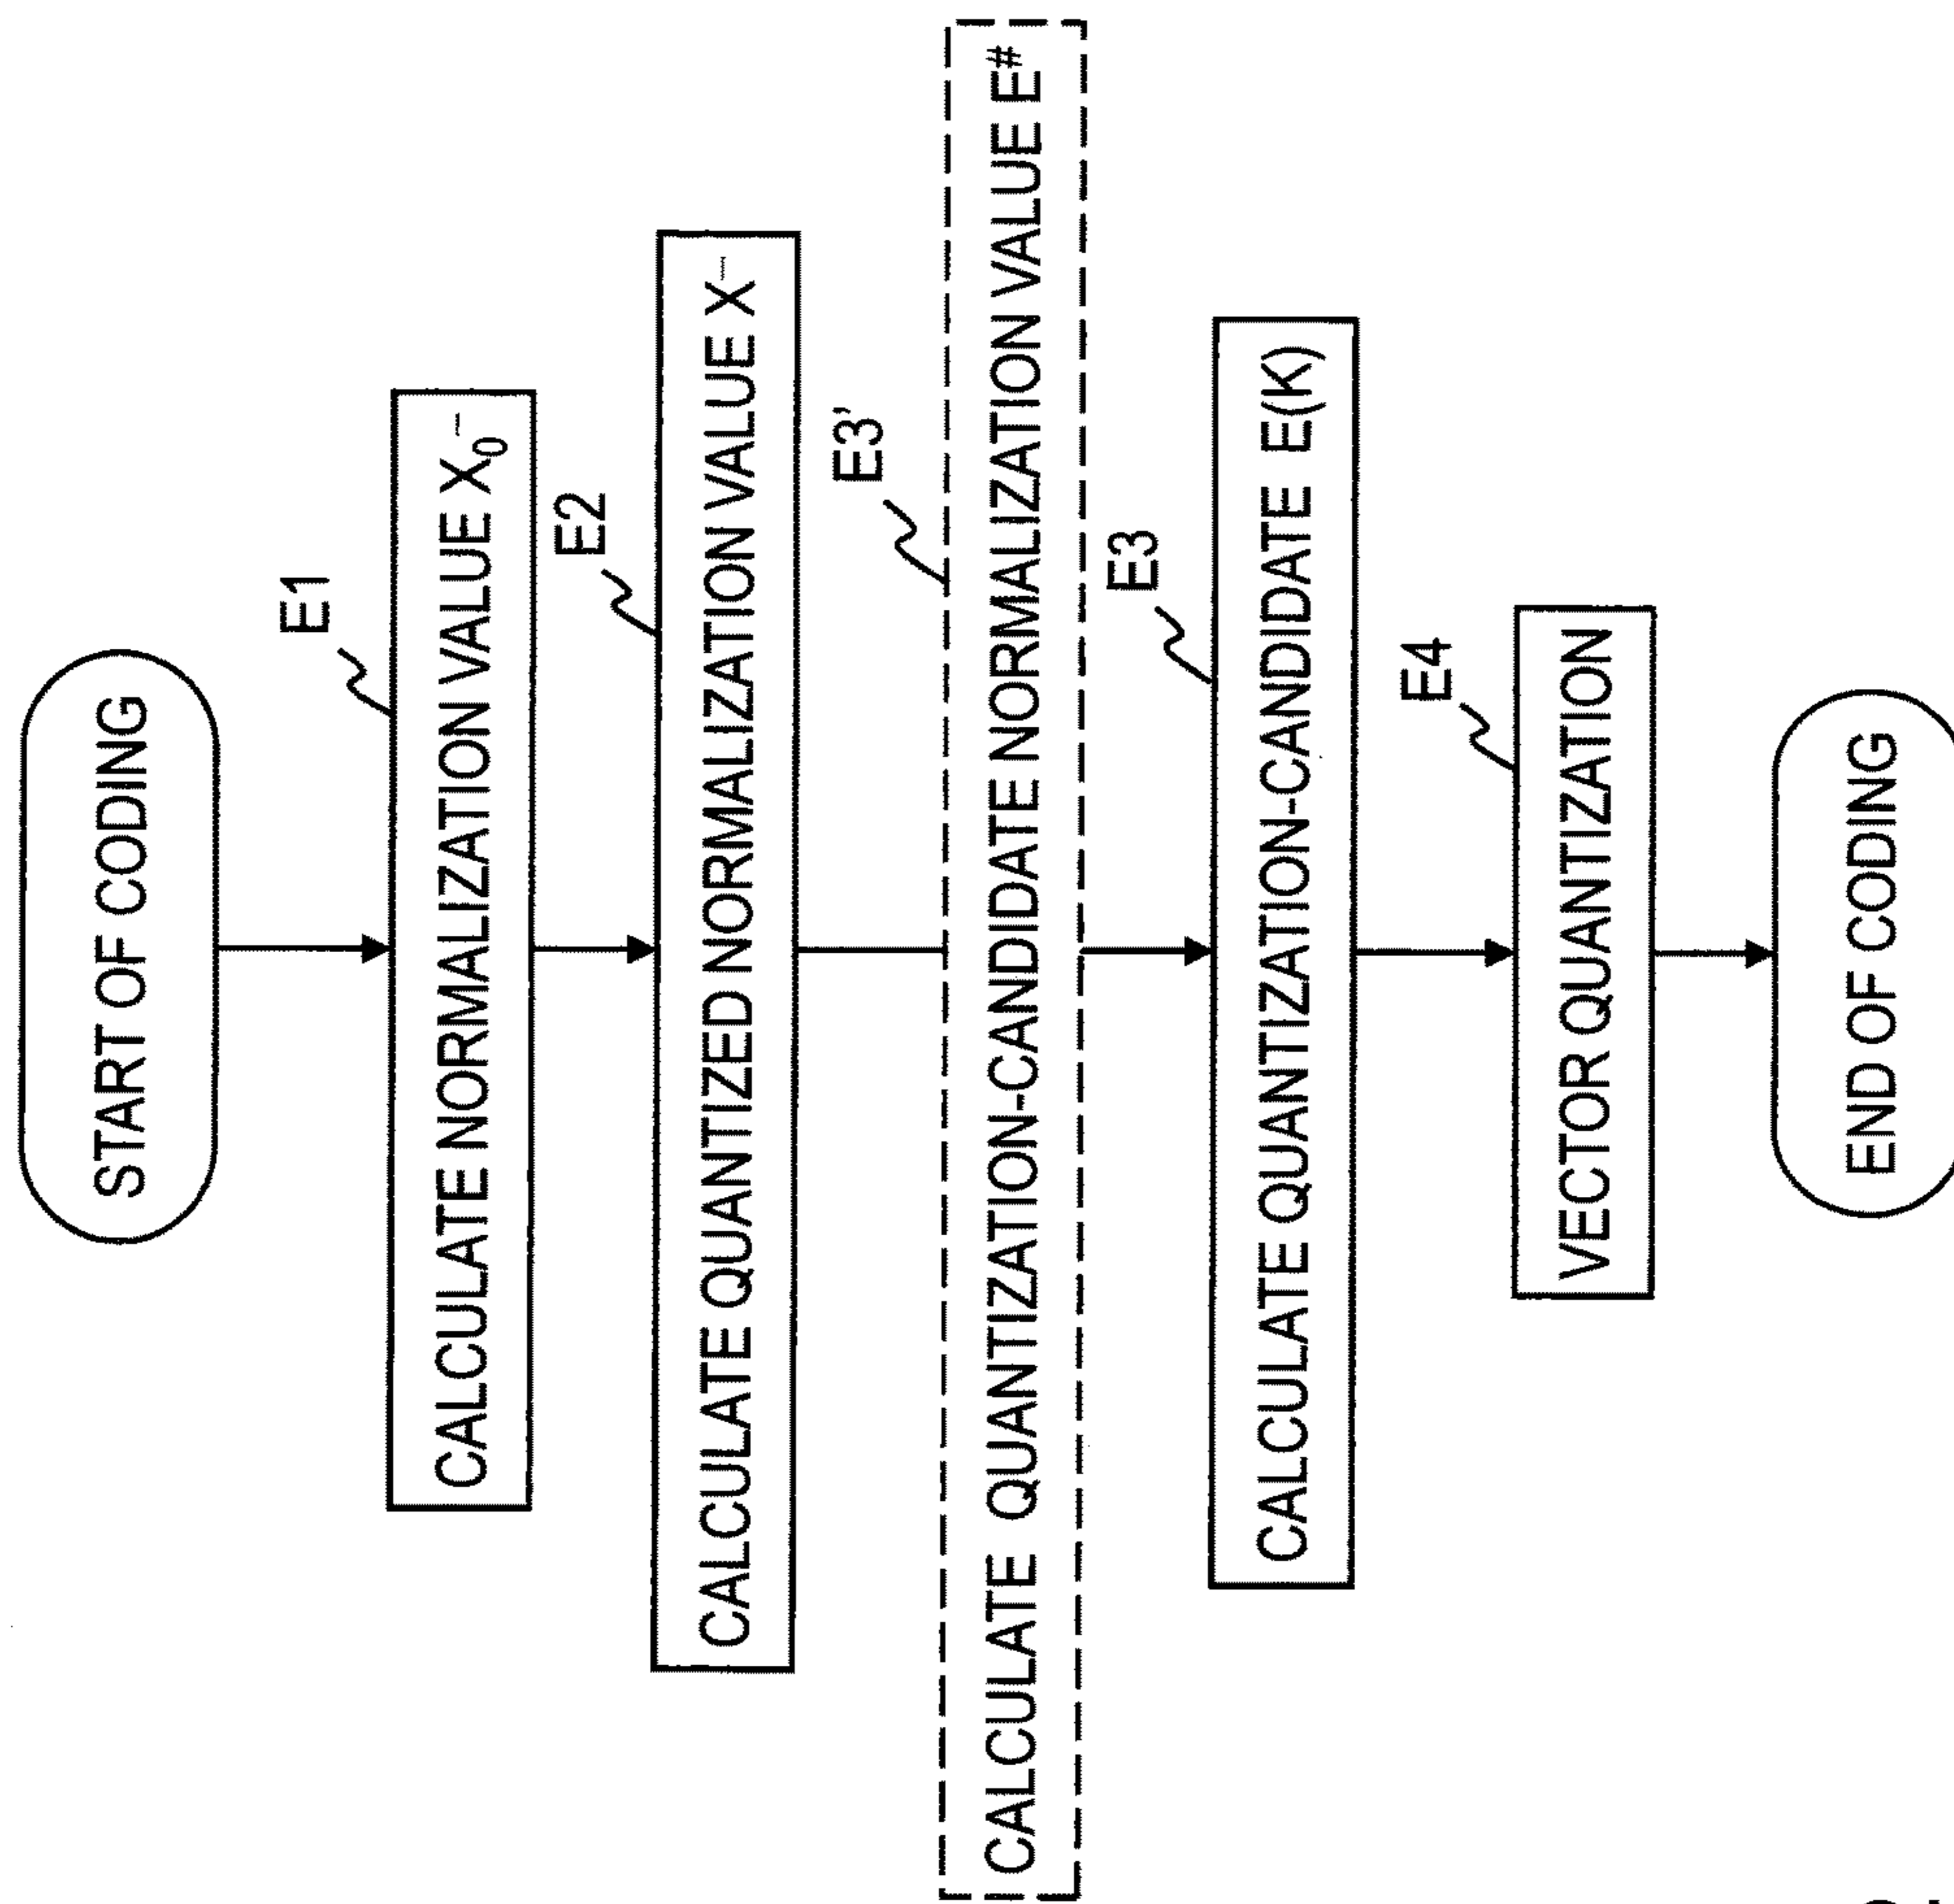 START OF CODING
E1
CALCULATE NORMALIZATION VALUE X₀⁻
E2
CALCULATE QUANTIZED NORMALIZATION VALUE X⁻
E3'
CALCULATE QUANTIZATION-CANDIDATE NORMALIZATION VALUE E#
E3
CALCULATE QUANTIZATION-CANDIDATE E(K)
E4
VECTOR QUANTIZATION
END OF CODING